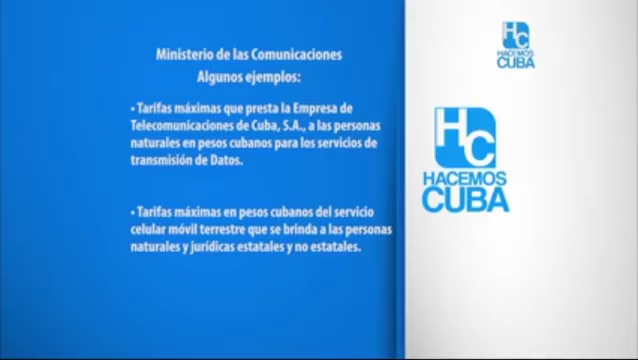 Ministerio de las Comunicaciones
Algunos ejemplos:
• Tarifas máximas que presta la Empresa de
Telecomunicaciones de Cuba, S.A., a las personas
naturales en pesos cubanos para los servicios de
transmisión de Datos.
• Tarifas máximas en pesos cubanos del servicio
celular móvil terrestre que se brinda a las personas
naturales y jurídicas estatales y no estatales.
HC
HACEMOS
CUBA
HC
HACEMOS
CUBA